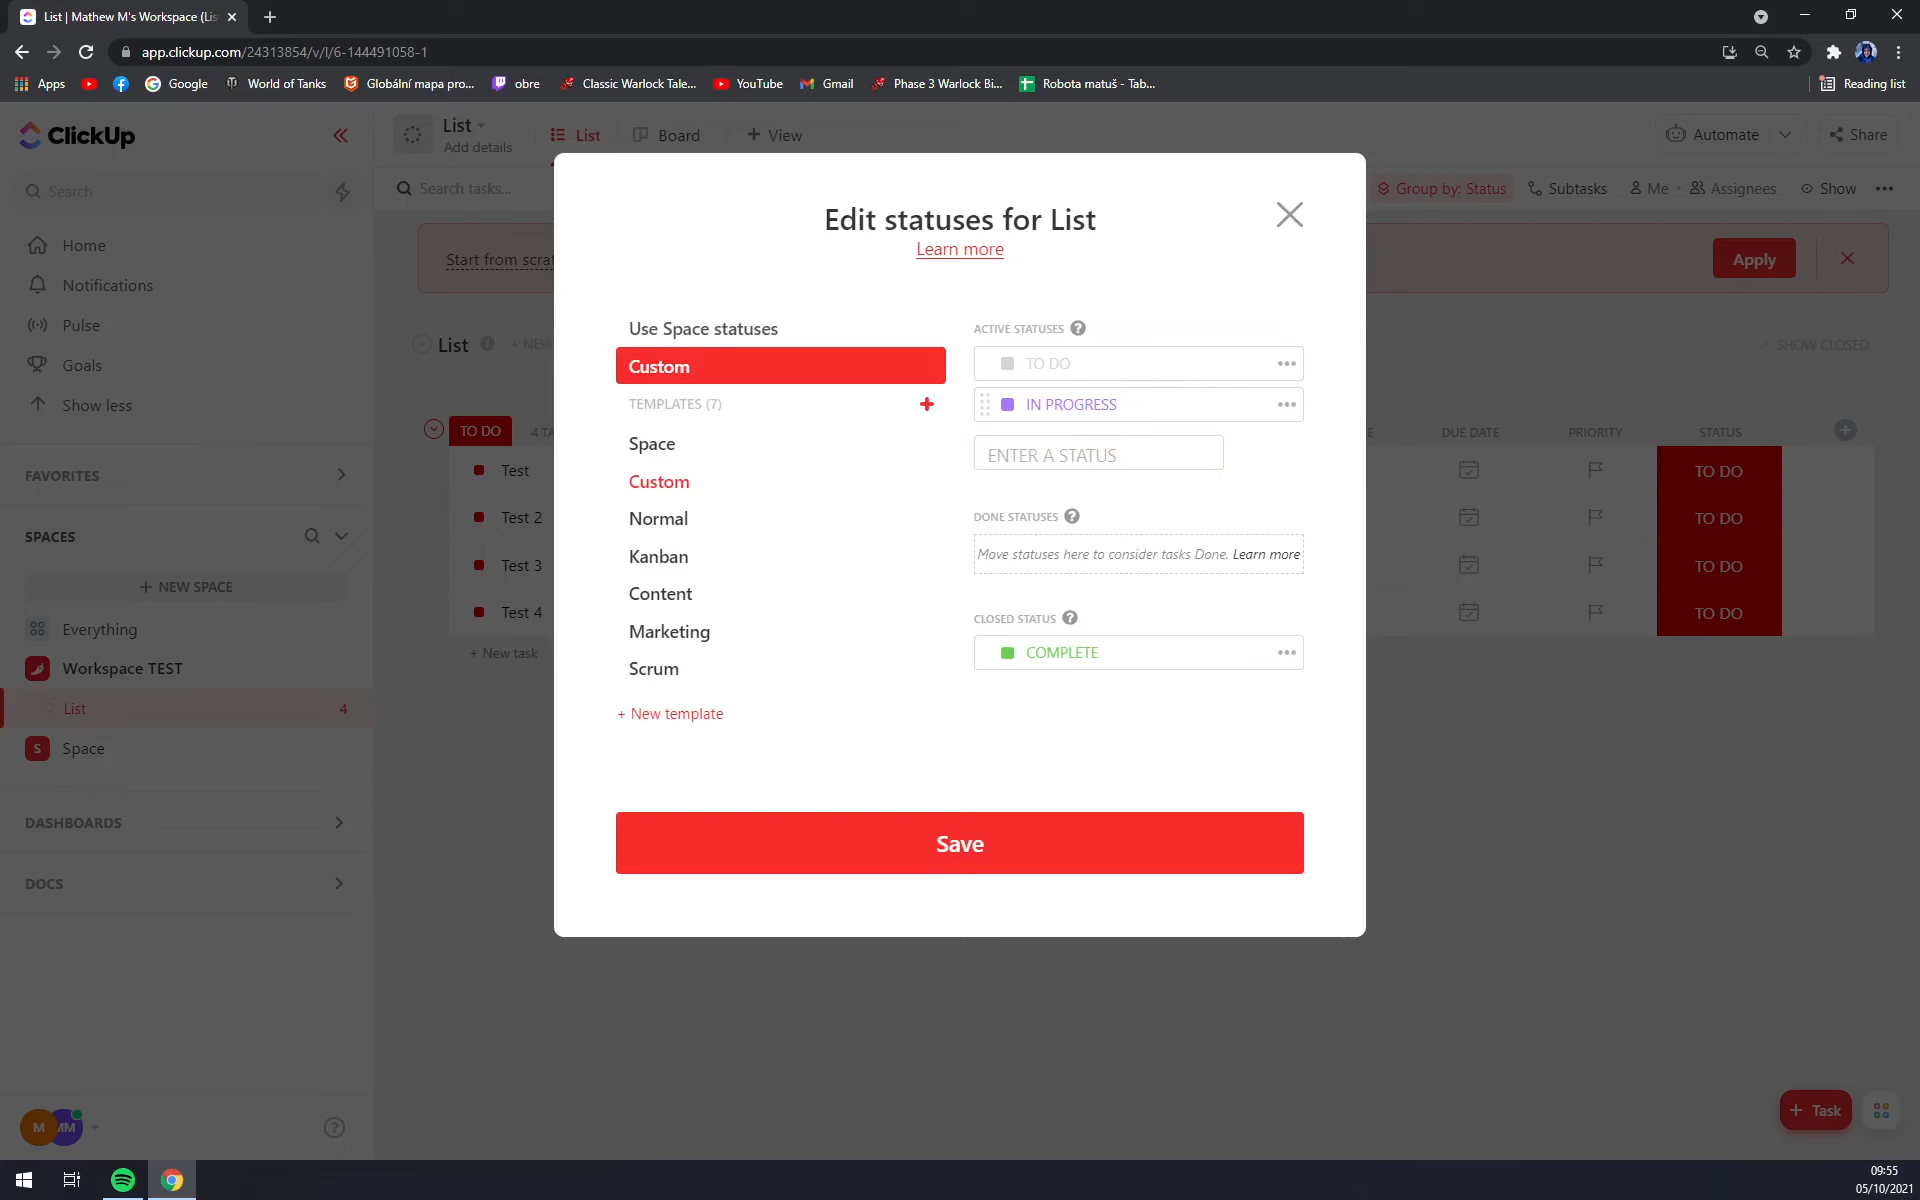 List | Mathew M's Workspace (Lis
app.clickup.com/24313854/v/l/6-144491058-1
Apps
Google
World of Tanks
Globální mapa pro...
obre
Classic Warlock Tale...
YouTube
Gmail
Phase 3 Warlock Bi...
Robota matuš - Tab...
Reading list
ClickUp
List
Add details
List
Board
+ View
Automate
Share
Search
Search tasks...
Group by: Status
Subtasks
Me
Assignees
Show
Home
Notifications
Pulse
Goals
Show less
FAVORITES
SPACES
+ NEW SPACE
Everything
Workspace TEST
List
4
S
Space
DASHBOARDS
DOCS
M
MM
Start from scrat
Apply
List
+ NEW
SHOW CLOSED
TO DO
4 TA
E
DUE DATE
PRIORITY
STATUS
Test
TO DO
Test 2
TO DO
Test 3
TO DO
Test 4
TO DO
+ New task
Edit statuses for List
Learn more
Use Space statuses
Custom
TEMPLATES (7)
Space
Custom
Normal
Kanban
Content
Marketing
Scrum
+ New template
ACTIVE STATUSES
TO DO
IN PROGRESS
ENTER A STATUS
DONE STATUSES
Move statuses here to consider tasks Done. Learn more
CLOSED STATUS
COMPLETE
Save
+ Task
09:55
05/10/2021